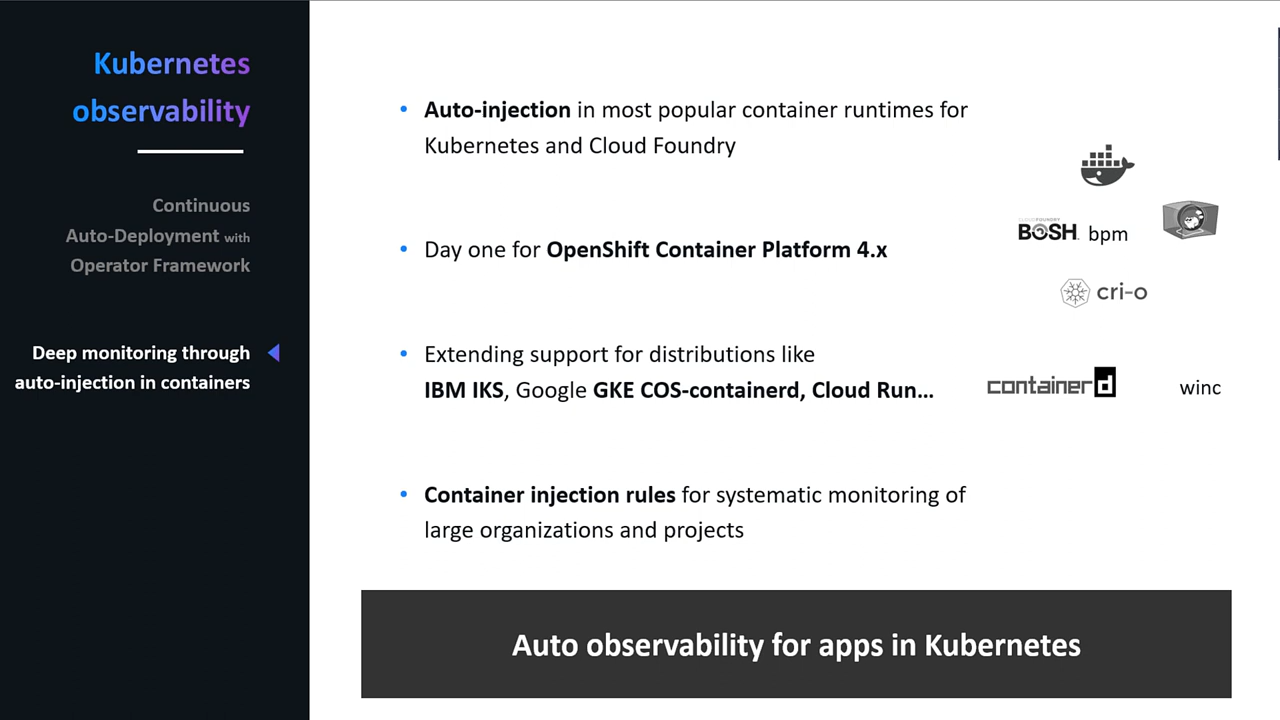 Kubernetes
observability
Continuous
Auto-Deployment with
Operator Framework
Deep monitoring through
auto-injection in containers
• Auto-injection in most popular container runtimes for
Kubernetes and Cloud Foundry
• Day one for OpenShift Container Platform 4.x
• Extending support for distributions like
IBM IKS, Google GKE COS-containerd, Cloud Run…
• Container injection rules for systematic monitoring of
large organizations and projects
CLOUDFOUNDRY
BOSH. bpm
cri-o
containerd
winc
Auto observability for apps in Kubernetes